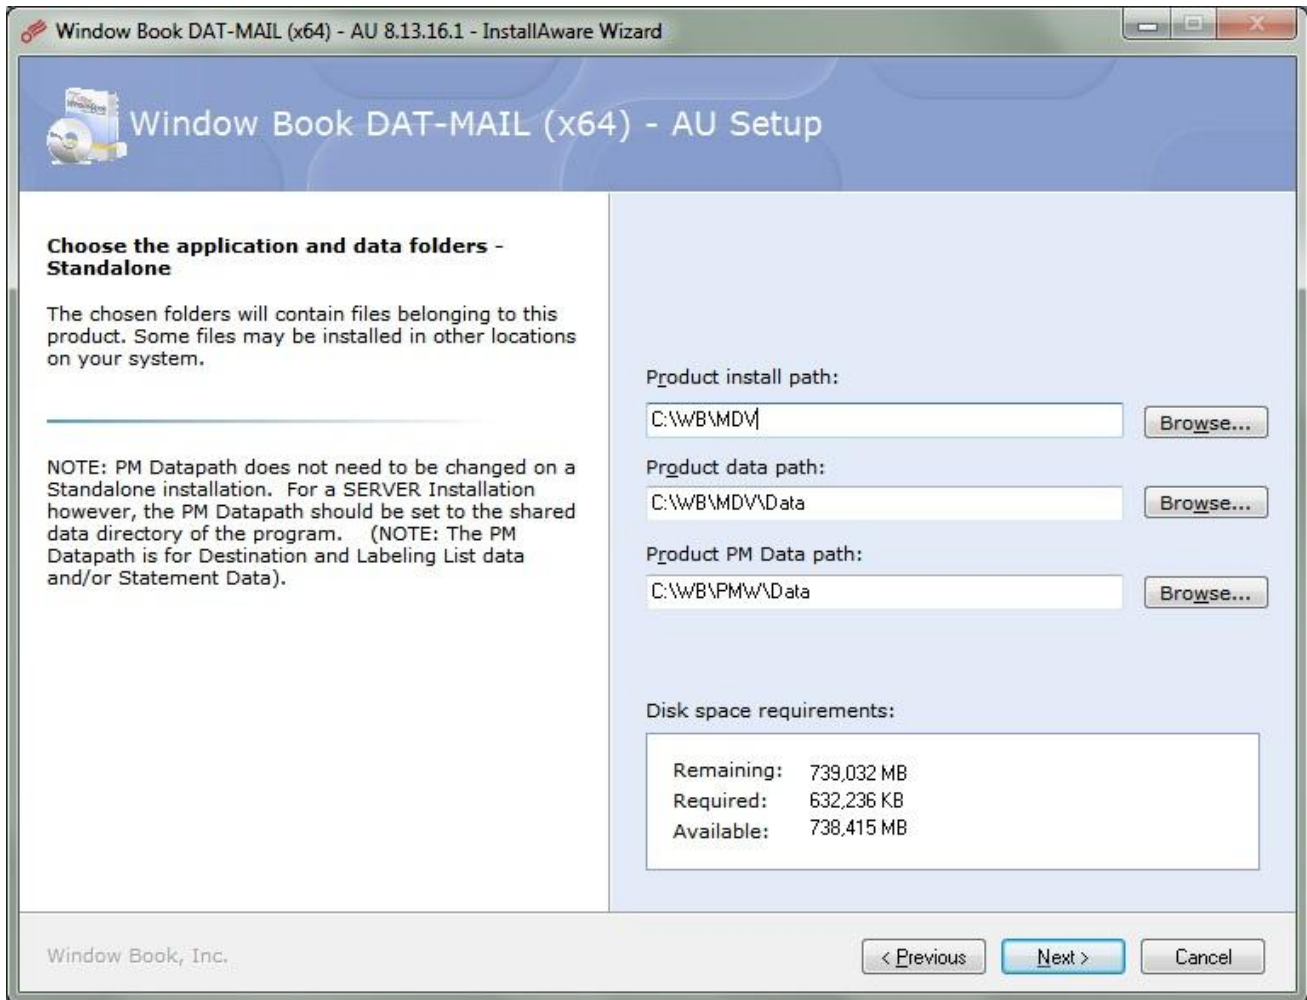 Window Book DAT-MAIL (x64) - AU 8.13.16.1 - InstallAware Wizard
Window Book DAT-MAIL (x64) - AU Setup
Choose the application and data folders -
Standalone
The chosen folders will contain files belonging to this
product. Some files may be installed in other locations
on your system.
NOTE: PM Datapath does not need to be changed on a
Standalone installation.  For a SERVER Installation
however, the PM Datapath should be set to the shared
data directory of the program.    (NOTE: The PM
Datapath is for Destination and Labeling List data
and/or Statement Data).
Product install path:
C:\WB\MDV
Browse...
Product data path:
C:\WB\MDV\Data
Browse...
Product PM Data path:
C:\WB\PMW\Data
Browse...
Disk space requirements:
Remaining: 739,032 MB
Required: 632,236 KB
Available: 738,415 MB
Window Book, Inc.
< Previous
Next >
Cancel